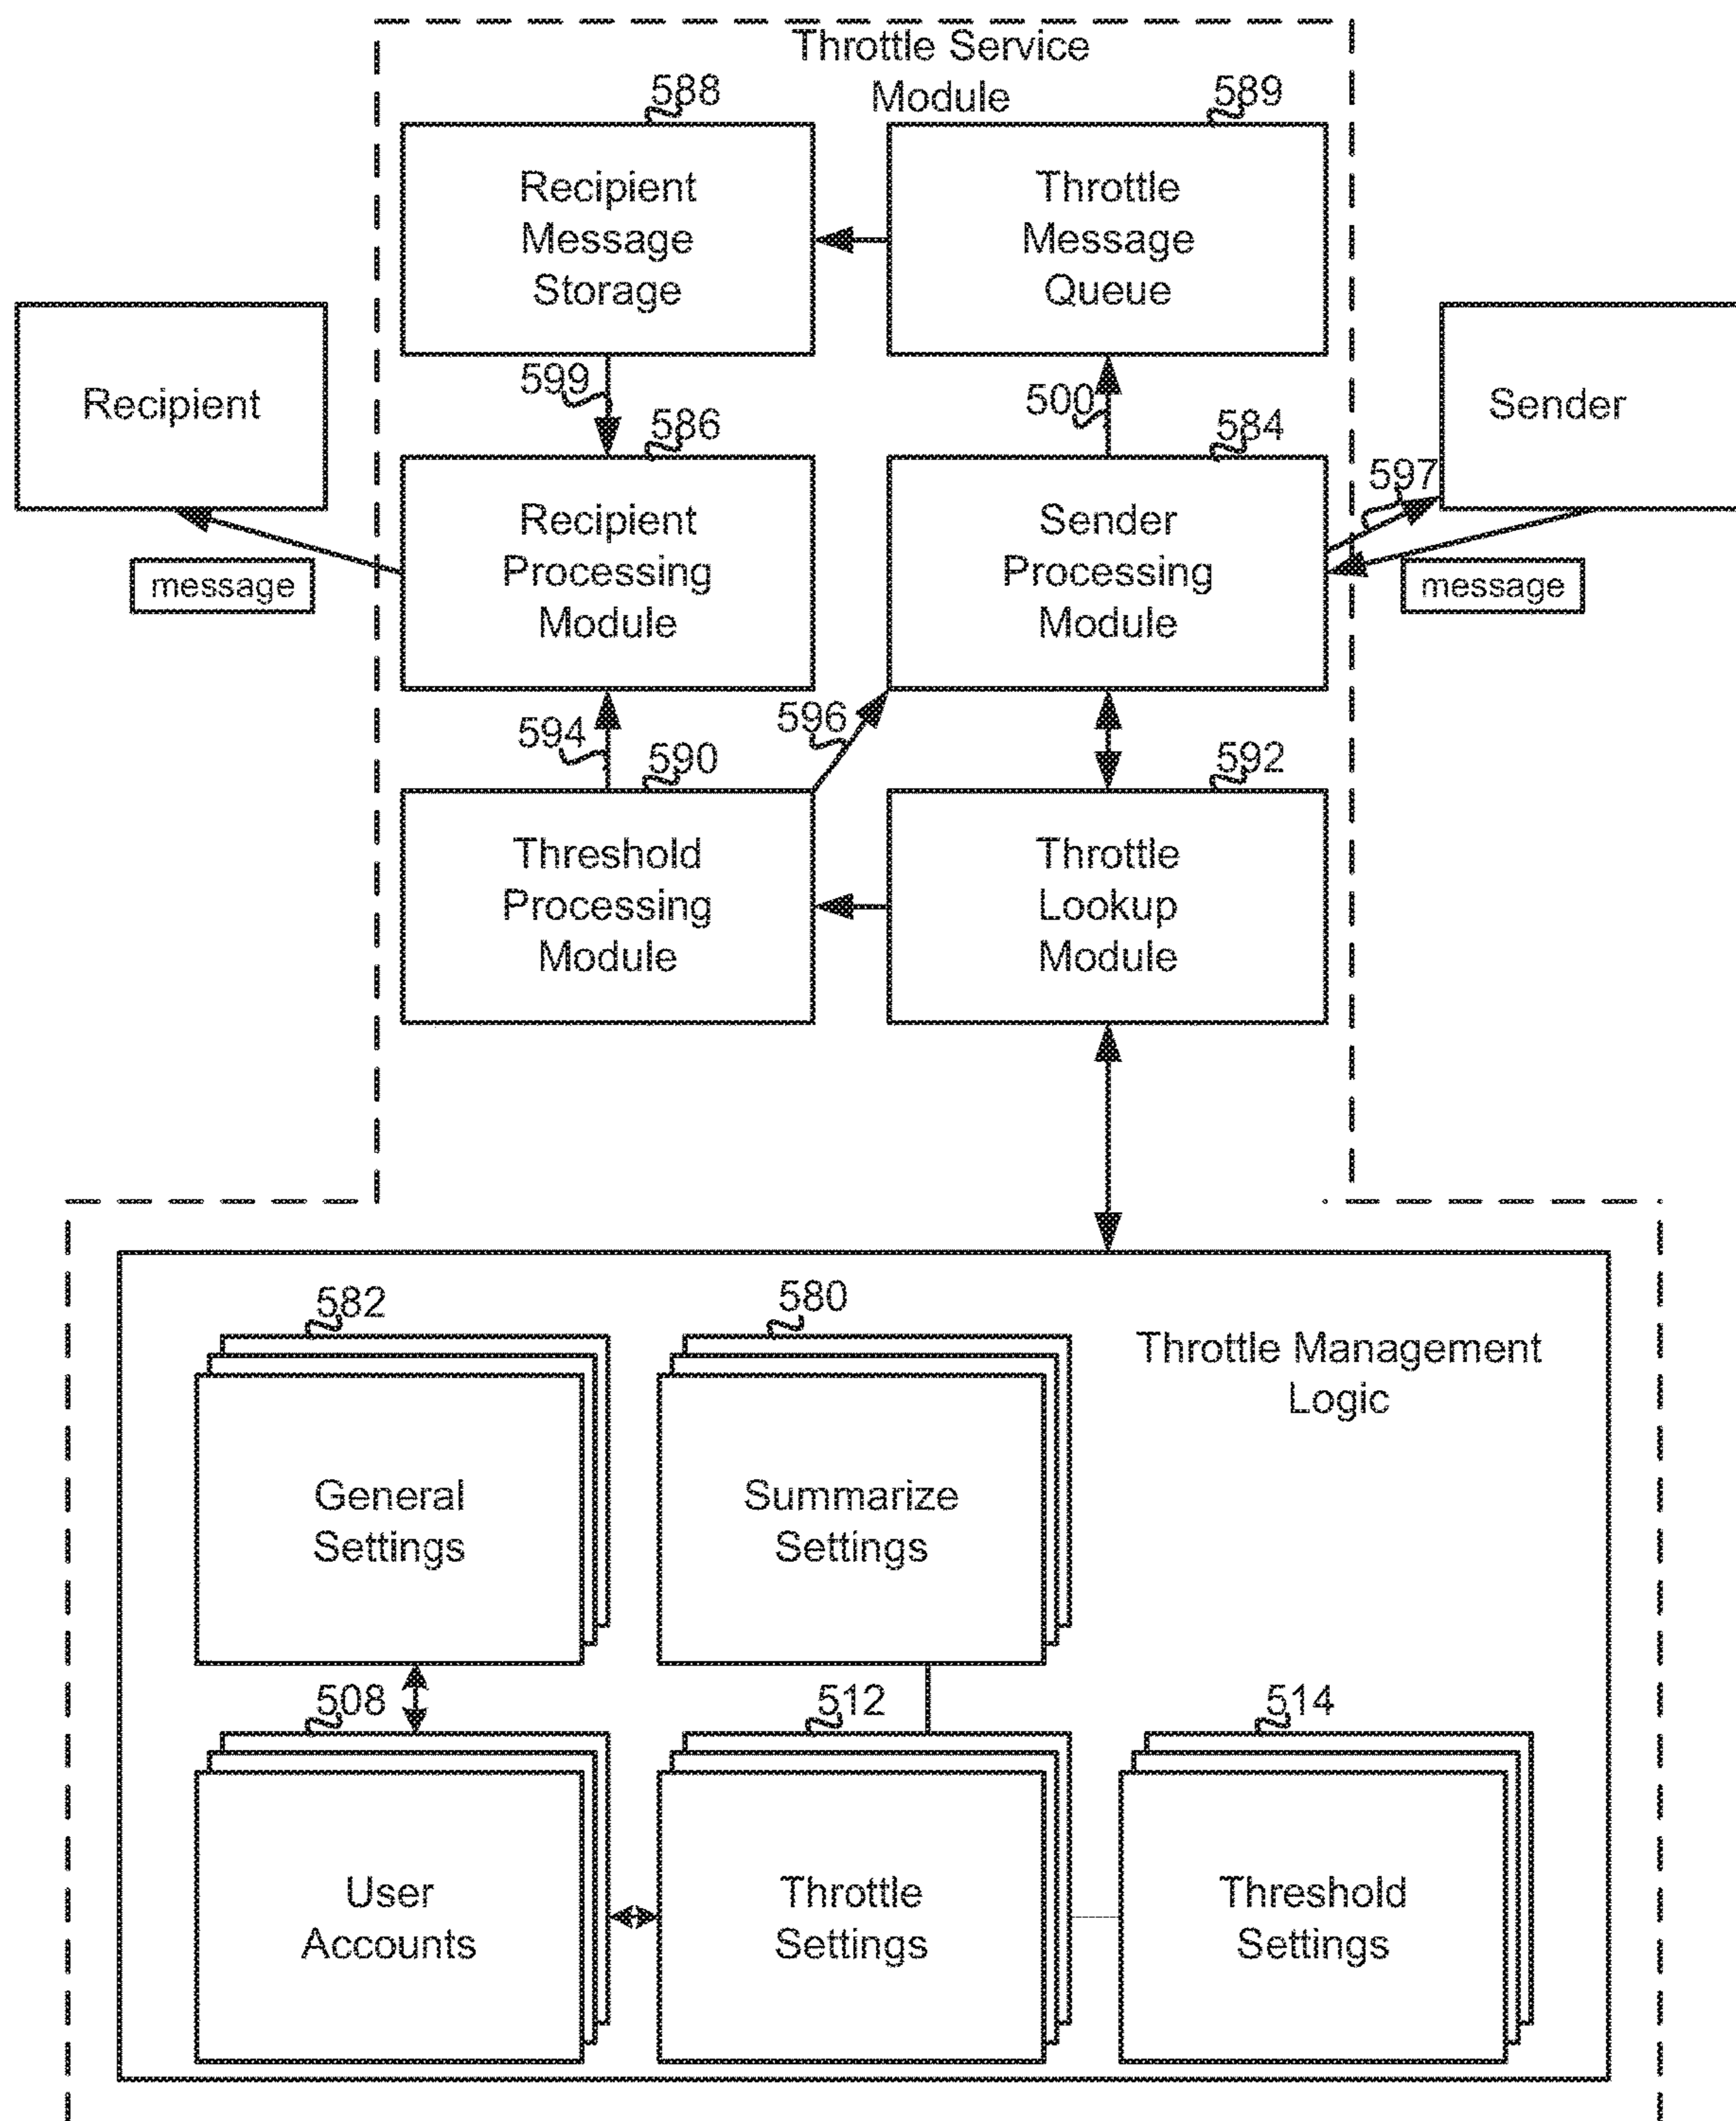 Throttle Service
Module
588
589
Recipient
Message
Storage
Throttle
Message
Queue
Recipient
Sender
599
500
586
584
597
Recipient
Processing
Module
Sender
Processing
Module
message
message
594
596
590
592
Threshold
Processing
Module
Throttle
Lookup
Module
582
580
Throttle Management
Logic
General
Settings
Summarize
Settings
508
512
514
User
Accounts
Throttle
Settings
Threshold
Settings